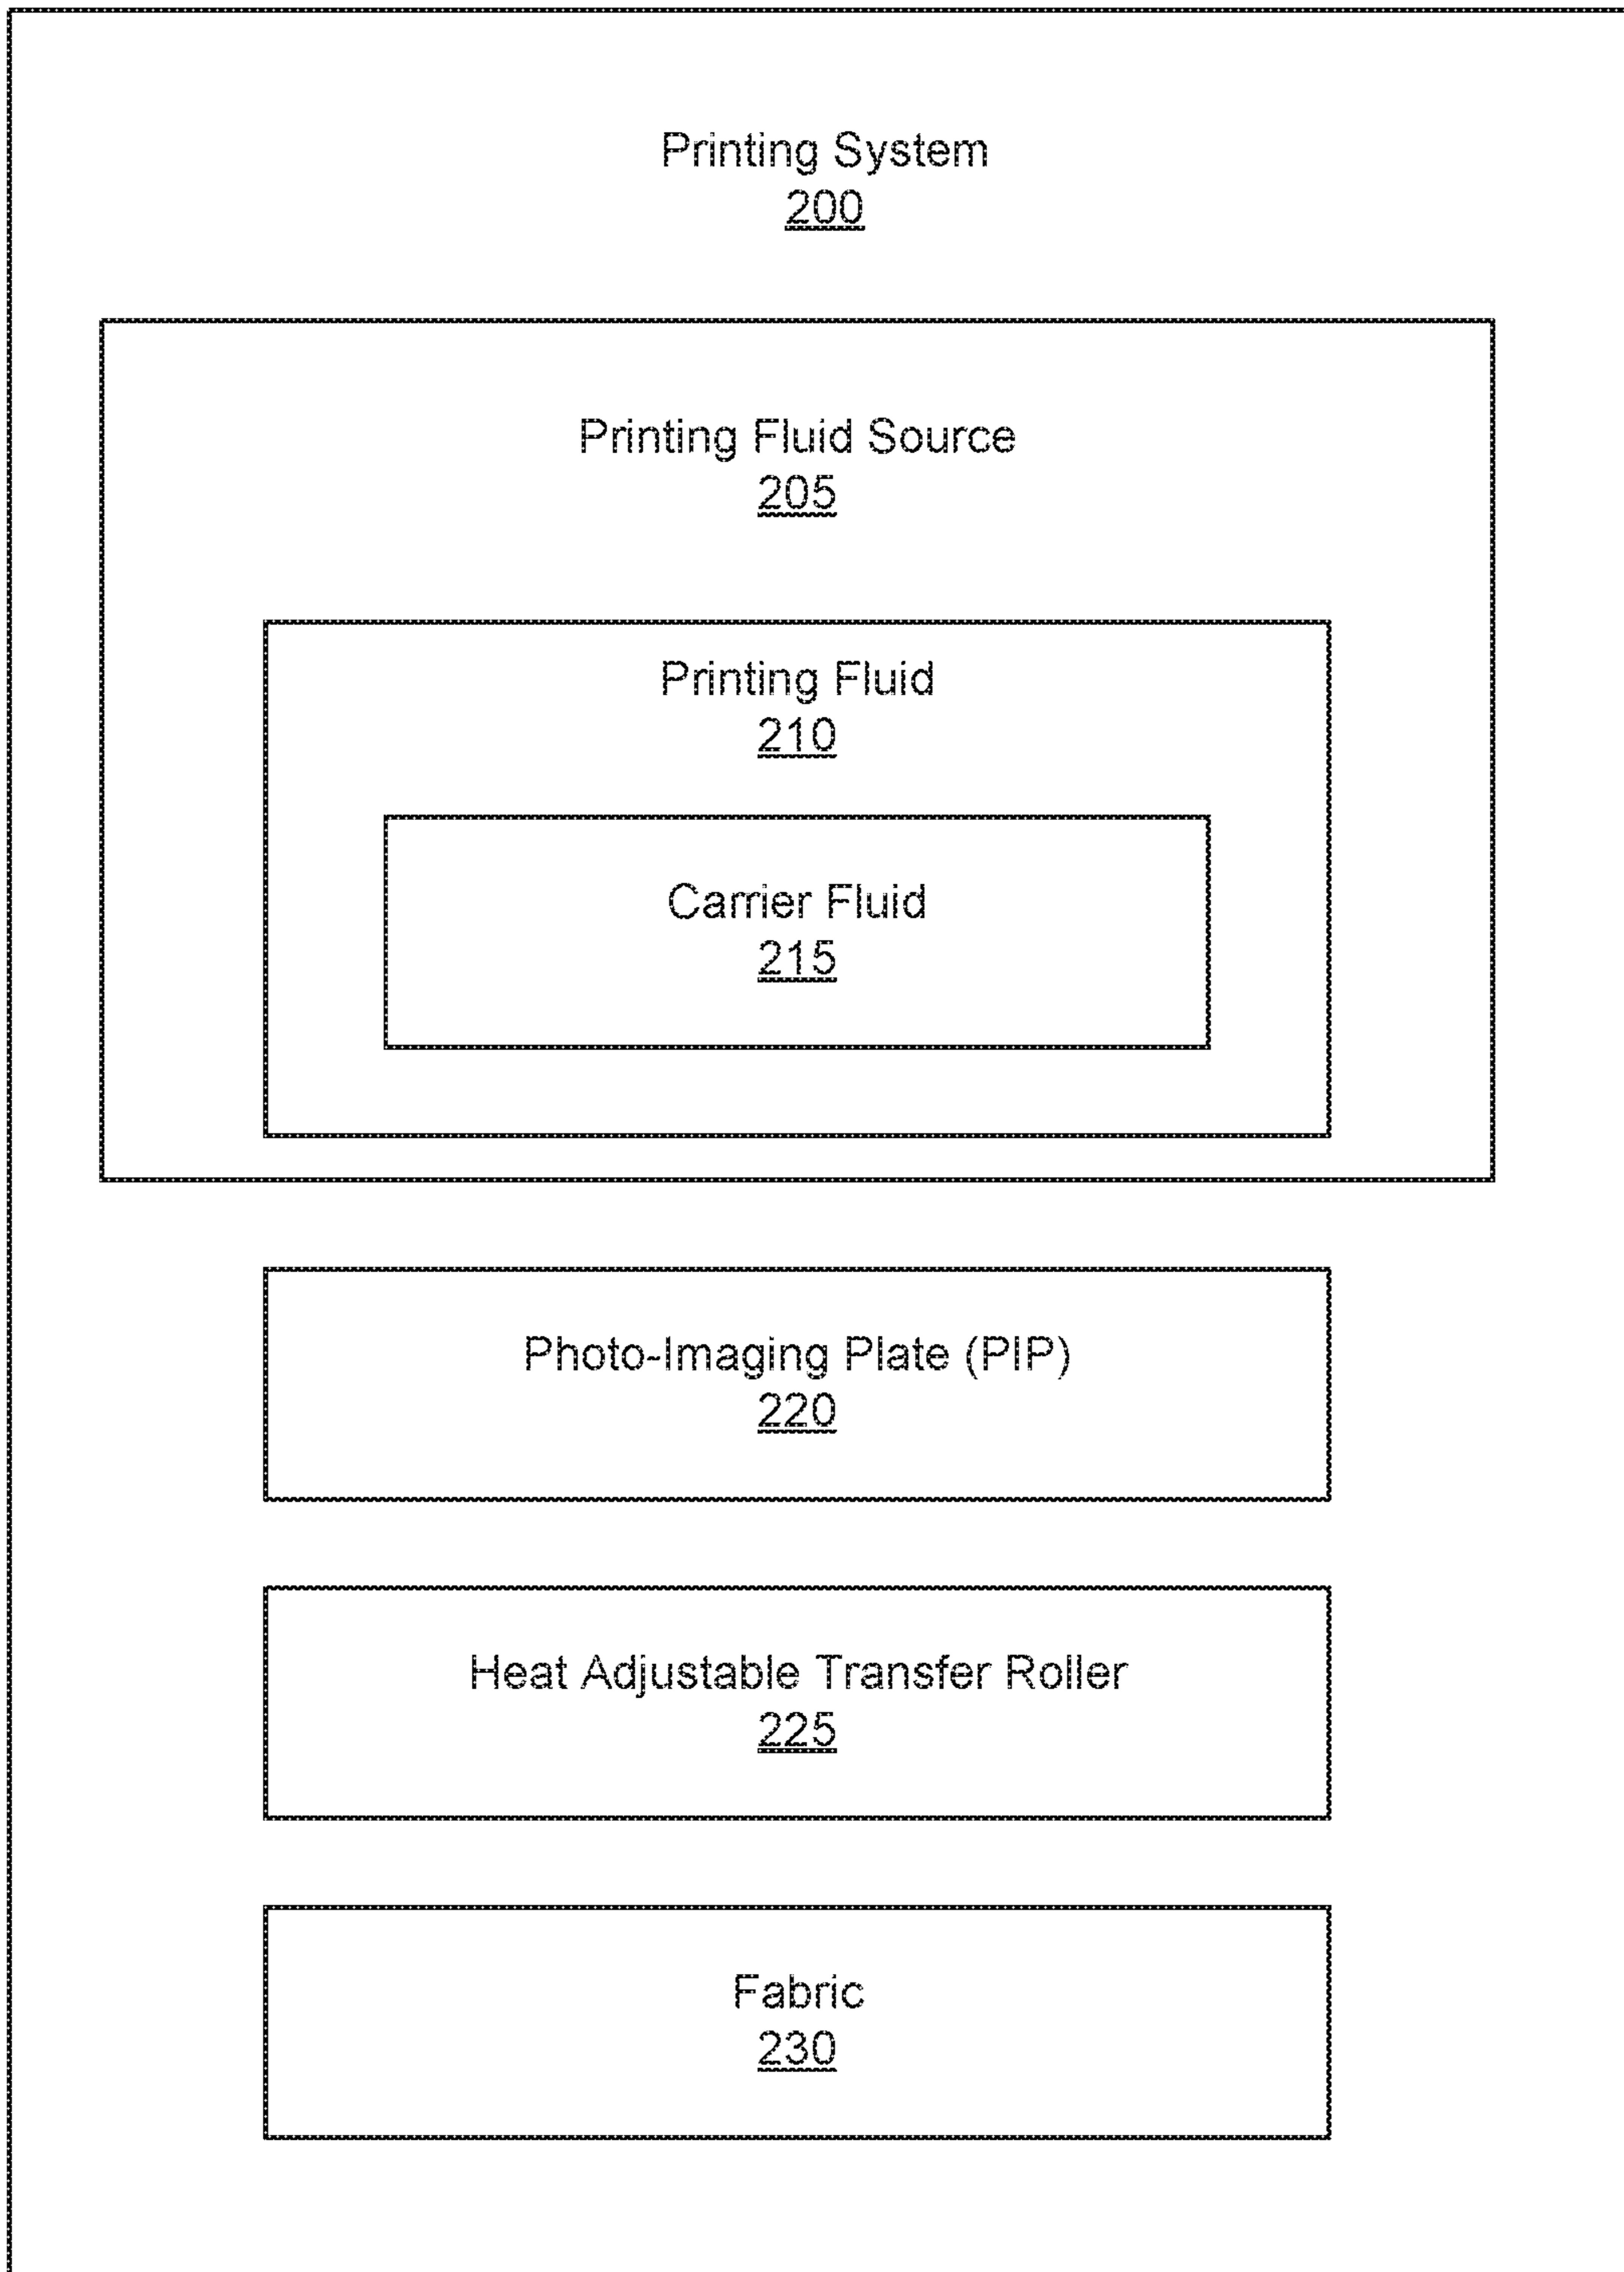 Printing System
200
Printing Fluid Source
205
Printing Fluid
210
Carrier Fluid
215
Photo-Imaging Plate (PIP)
220
Heat Adjustable Transfer Roller
225
Fabric
230